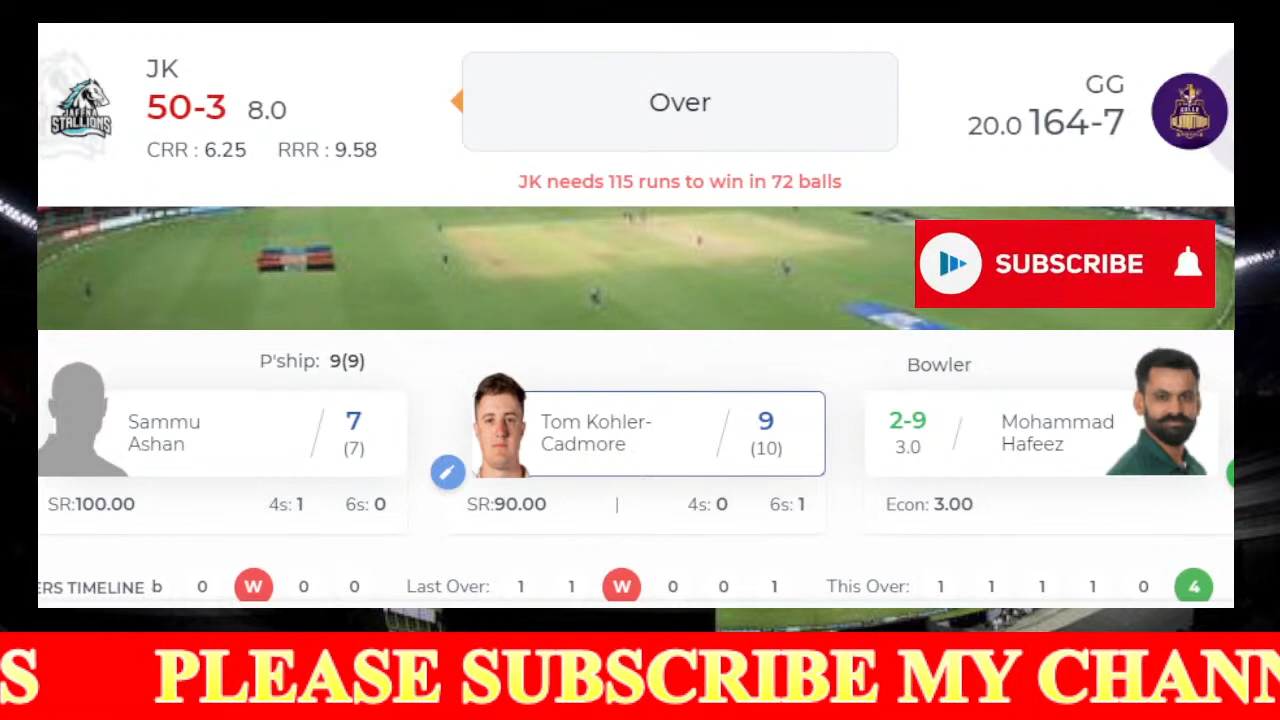 JK
50-3 8.0
CRR : 6.25 RRR : 9.58
JAFFNA
STALLIONS
Over
JK needs 115 runs to win in 72 balls
GG
20.0 164-7
GALLE
GLADIATORS
SUBSCRIBE
P'ship: 9(9)
Sammu
Ashan
7
(7)
SR:100.00 4s: 1 6s: 0
Tom Kohler-
Cadmore
9
(10)
SR:90.00 | 4s: 0 6s: 1
Bowler
2-9
3.0
Mohammad
Hafeez
Econ: 3.00
ERS TIMELINE b 0 W 0 0 Last Over: 1 1 W 0 0 1 This Over: 1 1 1 1 0 4
S PLEASE SUBSCRIBE MY CHANN